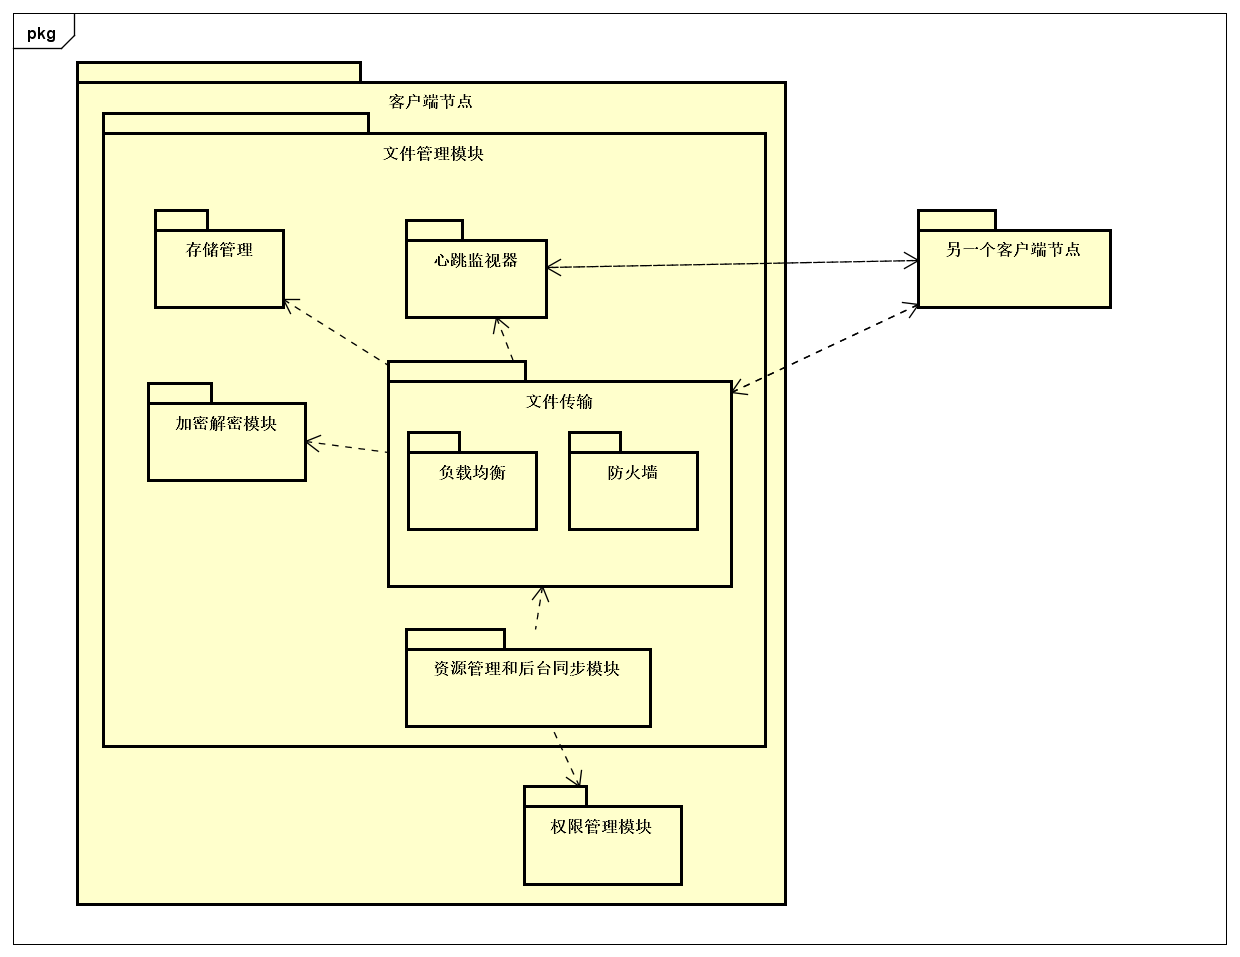 pkg
客户端节点
文件管理模块
存储管理
心跳监视器
另一个客户端节点
文件传输
加密解密模块
负载均衡
防火墙
资源管理和后台同步模块
权限管理模块